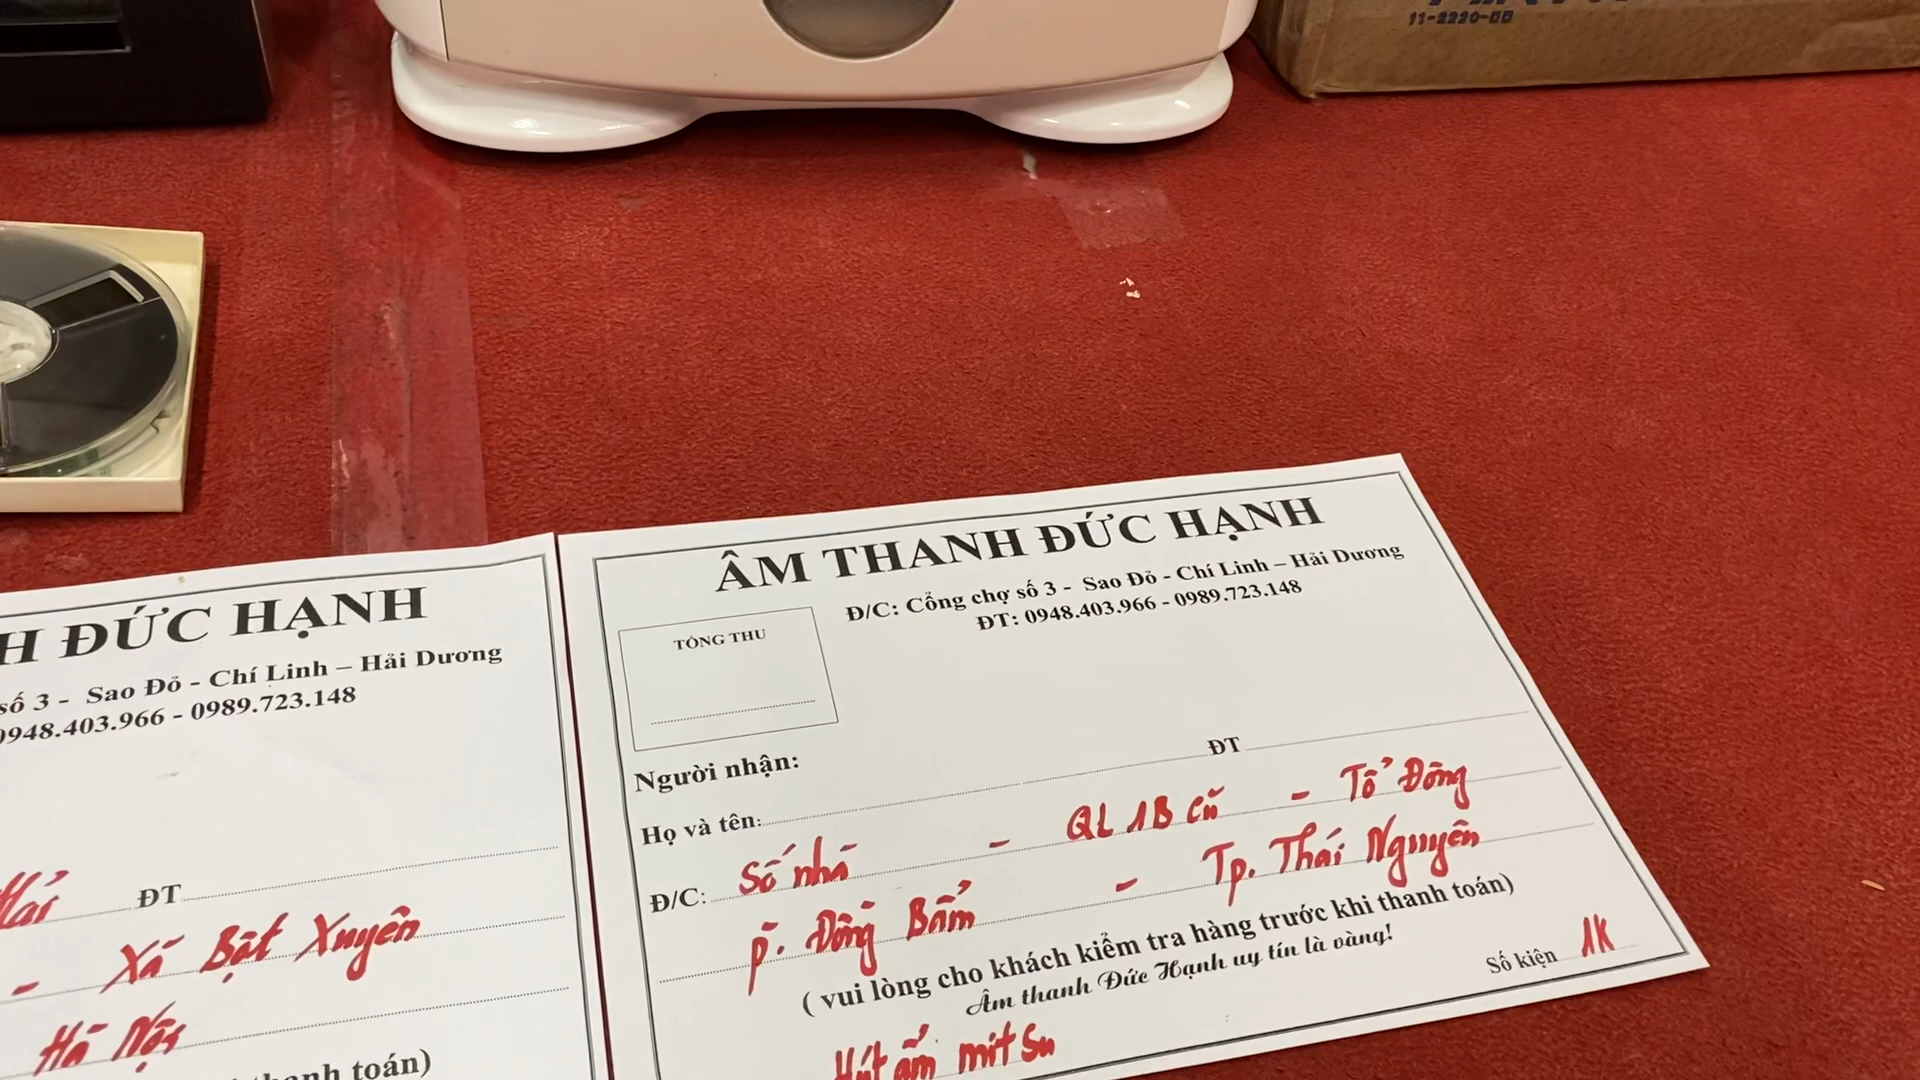 11-2220-05
H ĐỨC HẠNH
số 3 - Sao Đỏ - Chí Linh – Hải Dương
0948.403.966 - 0989.723.148
Hải ĐT
- Xã Bật Xuyên
Hà Nội
thanh toán)
ÂM THANH ĐỨC HẠNH
Đ/C: Cổng chợ số 3 - Sao Đỏ - Chí Linh – Hải Dương
ĐT: 0948.403.966 - 0989.723.148
TỔNG THU
Người nhận:
Họ và tên: ĐT
Đ/C: Số nhà - QL 1B cũ - Tổ Đông
P. Đồng Bẩm - Tp. Thái Nguyên
( vui lòng cho khách kiểm tra hàng trước khi thanh toán)
Âm thanh Đức Hạnh uy tín là vàng!
Số kiện 1K
Hút ẩm mitsu